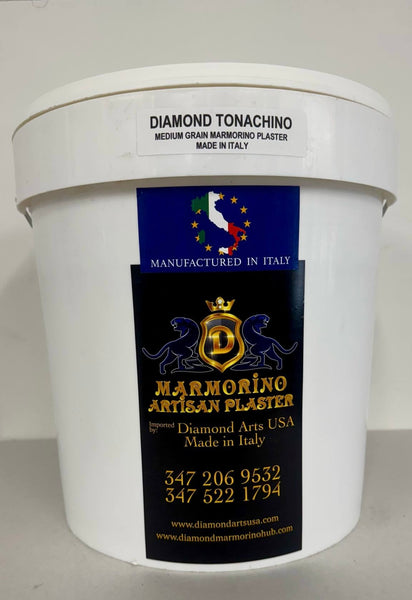 DIAMOND TONACHINO
MEDIUM GRAIN MARMORINO PLASTER
MADE IN ITALY
MANUFACTURED IN ITALY
D
MARMORINO
ARTISAN PLASTER
Imported by: Diamond Arts USA
Made in Italy
347 206 9532
347 522 1794
www.diamondartsusa.com
www.diamondmarmorinohub.com